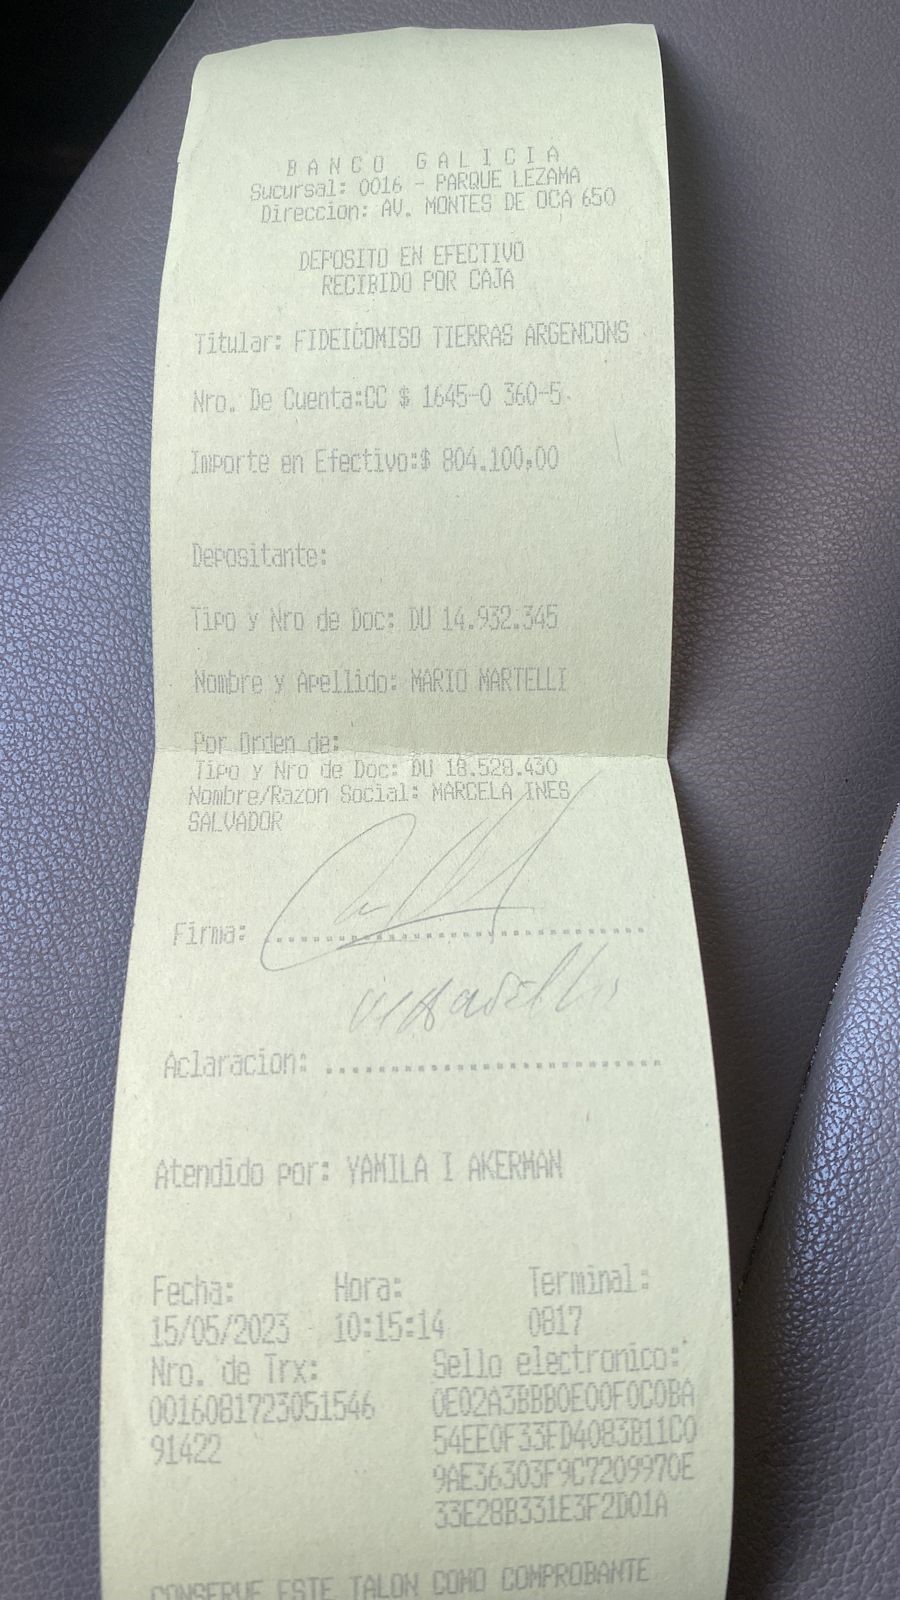 BANCO GALICIA
Sucursal: 0016 - PARQUE LEZAMA
Direccion: AV. MONTES DE OCA 650
DEPOSITO EN EFECTIVO
RECIBIDO POR CAJA
Titular: FIDEICOMISO TIERRAS ARGENCONS
Nro. De Cuenta:CC $ 1645-0 360-5
Importe en Efectivo:$ 804.100,00
Depositante:
Tipo y Nro de Doc: DU 14.932.345
Nombre y Apellido: MARIO MARTELLI
Por Orden de:
Tipo y Nro de Doc: DU 18.528.430
Nombre/Razon Social: MARCELA INES
SALVADOR
Firma: ........................................
Aclaracion: ........................................
Atendido por: YAMILA I AKERMAN
Fecha: Hora: Terminal:
15/05/2023 10:15:14 0817
Nro. de Trx: Sello electronico:
0016081723051546 0E02A3BBB0E00F0C0BA
91422 54EE0F33FD4083B11C0
9AE36303F9C7209970E
33E28B331E3F2D01A
CONSERVE ESTE TALON COMO COMPROBANTE